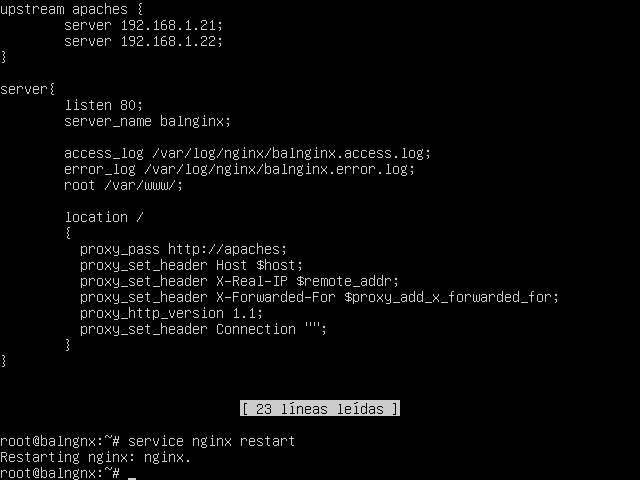 upstream apaches {
server 192.168.1.21;
server 192.168.1.22;
}
server{
listen 80;
server_name balnginx;
access_log /var/log/nginx/balnginx.access.log;
error_log /var/log/nginx/balnginx.error.log;
root /var/www/;
location /
{
proxy_pass http://apaches;
proxy_set_header Host $host;
proxy_set_header X-Real-IP $remote_addr;
proxy_set_header X-Forwarded-For $proxy_add_x_forwarded_for;
proxy_http_version 1.1;
proxy_set_header Connection "";
}
}
[ 23 líneas leídas ]
root@balngnx:~# service nginx restart
Restarting nginx: nginx.
root@balngnx:~# _